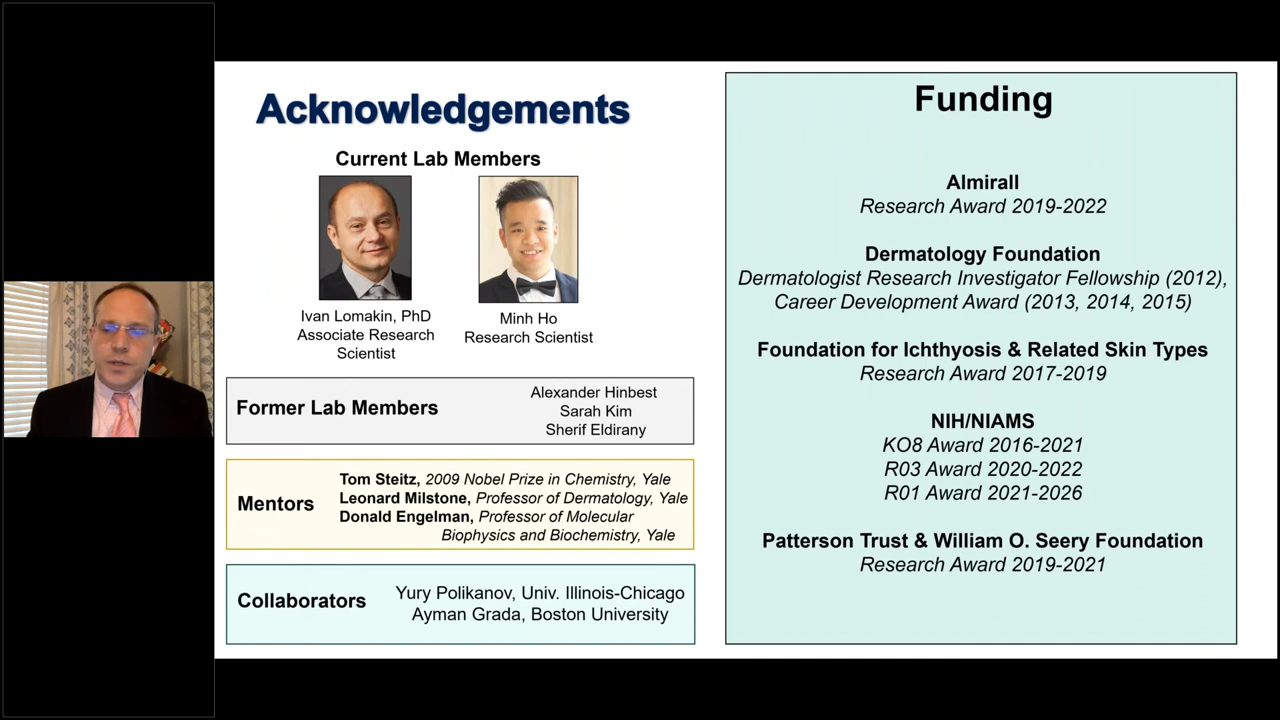 Acknowledgements
Current Lab Members
Ivan Lomakin, PhD
Associate Research
Scientist
Minh Ho
Research Scientist
Former Lab Members
Alexander Hinbest
Sarah Kim
Sherif Eldirany
Mentors
Tom Steitz, 2009 Nobel Prize in Chemistry, Yale
Leonard Milstone, Professor of Dermatology, Yale
Donald Engelman, Professor of Molecular
Biophysics and Biochemistry, Yale
Collaborators
Yury Polikanov, Univ. Illinois-Chicago
Ayman Grada, Boston University
Funding
Almirall
Research Award 2019-2022
Dermatology Foundation
Dermatologist Research Investigator Fellowship (2012),
Career Development Award (2013, 2014, 2015)
Foundation for Ichthyosis & Related Skin Types
Research Award 2017-2019
NIH/NIAMS
KO8 Award 2016-2021
R03 Award 2020-2022
R01 Award 2021-2026
Patterson Trust & William O. Seery Foundation
Research Award 2019-2021